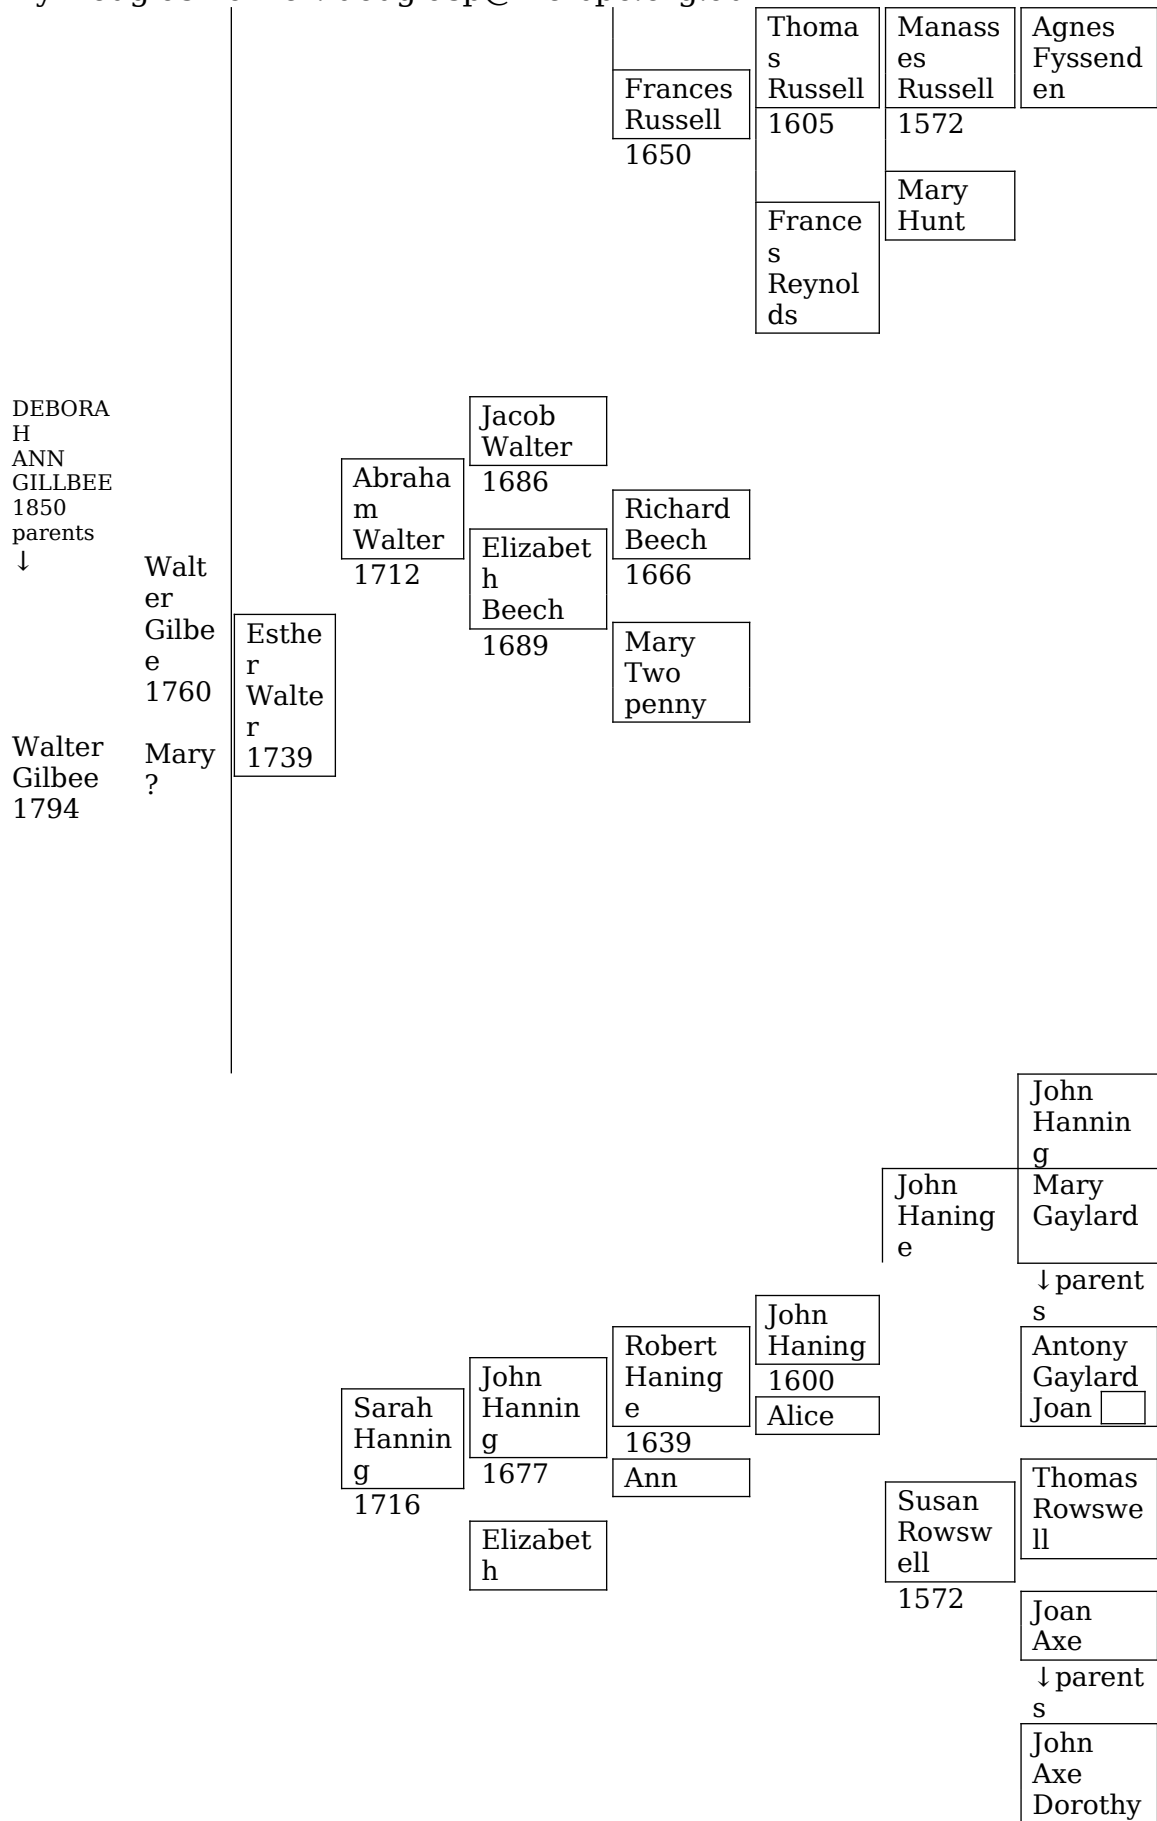 Thoma
s
Russell
1605
Manass
es
Russell
1572
Agnes
Fyssend
en
Frances
Russell
1650
Mary
Hunt
France
s
Reynol
ds
DEBORA
H
ANN
GILLBEE
1850
parents
↓
Jacob
Walter
1686
Abraha
m
Walter
1712
Richard
Beech
1666
Elizabet
h
Beech
1689
Walt
er
Gilbe
e
1760
Esthe
r
Walte
r
1739
Mary
Two
penny
Walter
Gilbee
1794
Mary
?
John
Hannin
g
John
Haning
e
Mary
Gaylard
↓parent
s
Antony
Gaylard
Joan
John
Haning
1600
Alice
Robert
Haning
e
1639
Ann
John
Hannin
g
1677
Elizabet
h
Sarah
Hannin
g
1716
Thomas
Rowswe
ll
Susan
Rowsw
ell
1572
Joan
Axe
↓parent
s
John
Axe
Dorothy